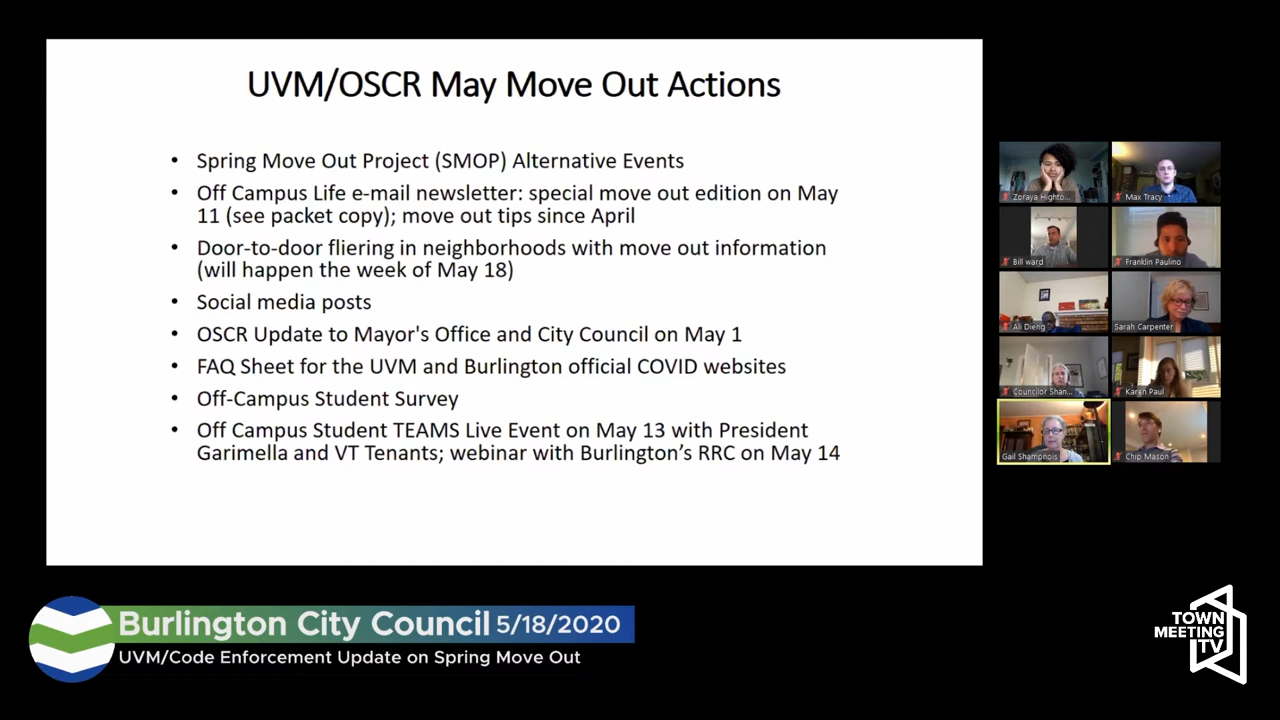 UVM/OSCR May Move Out Actions
• Spring Move Out Project (SMOP) Alternative Events
• Off Campus Life e-mail newsletter: special move out edition on May
11 (see packet copy); move out tips since April
• Door-to-door fliering in neighborhoods with move out information
(will happen the week of May 18)
• Social media posts
• OSCR Update to Mayor's Office and City Council on May 1
• FAQ Sheet for the UVM and Burlington official COVID websites
• Off-Campus Student Survey
• Off Campus Student TEAMS Live Event on May 13 with President
Garimella and VT Tenants; webinar with Burlington’s RRC on May 14
Zoraya Highto...
Max Tracy
Bill ward
Franklin Paulino
Ali Dieng
Sarah Carpenter
Councilor Shan...
Karen Paul
Gail Shampnois
Chip Mason
Burlington City Council 5/18/2020
UVM/Code Enforcement Update on Spring Move Out
TOWN
MEETING
TV